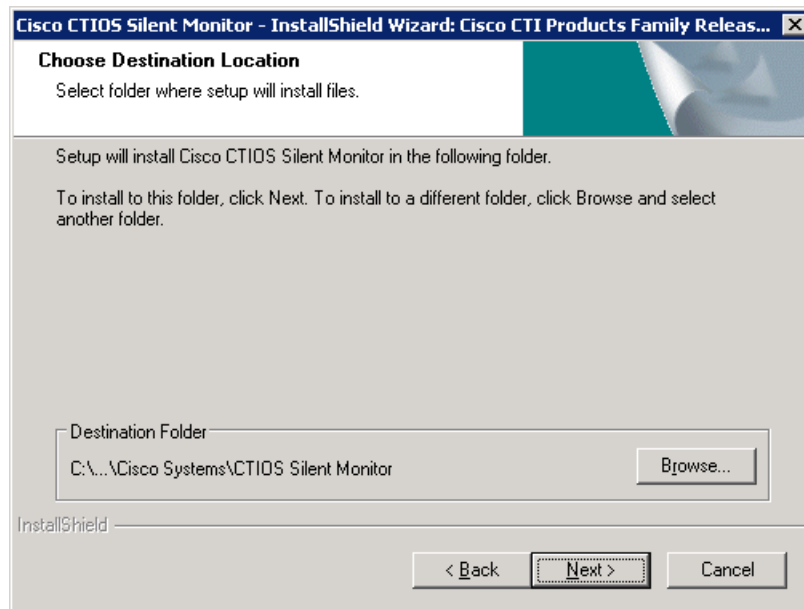 Cisco CTIOS Silent Monitor - InstallShield Wizard: Cisco CTI Products Family Releas...
Choose Destination Location
Select folder where setup will install files.
Setup will install Cisco CTIOS Silent Monitor in the following folder.
To install to this folder, click Next. To install to a different folder, click Browse and select
another folder.
Destination Folder
C:\...\Cisco Systems\CTIOS Silent Monitor
Browse...
InstallShield
< Back
Next >
Cancel